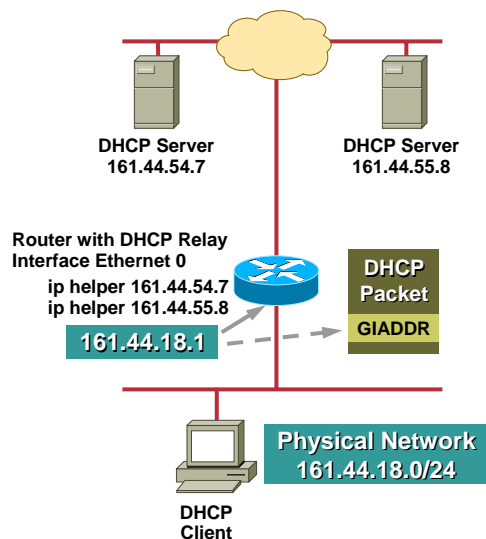 DHCP Server
161.44.54.7
DHCP Server
161.44.55.8
Router with DHCP Relay
Interface Ethernet 0
ip helper 161.44.54.7
ip helper 161.44.55.8
161.44.18.1
DHCP
Packet
GIADDR
Physical Network
161.44.18.0/24
DHCP
Client